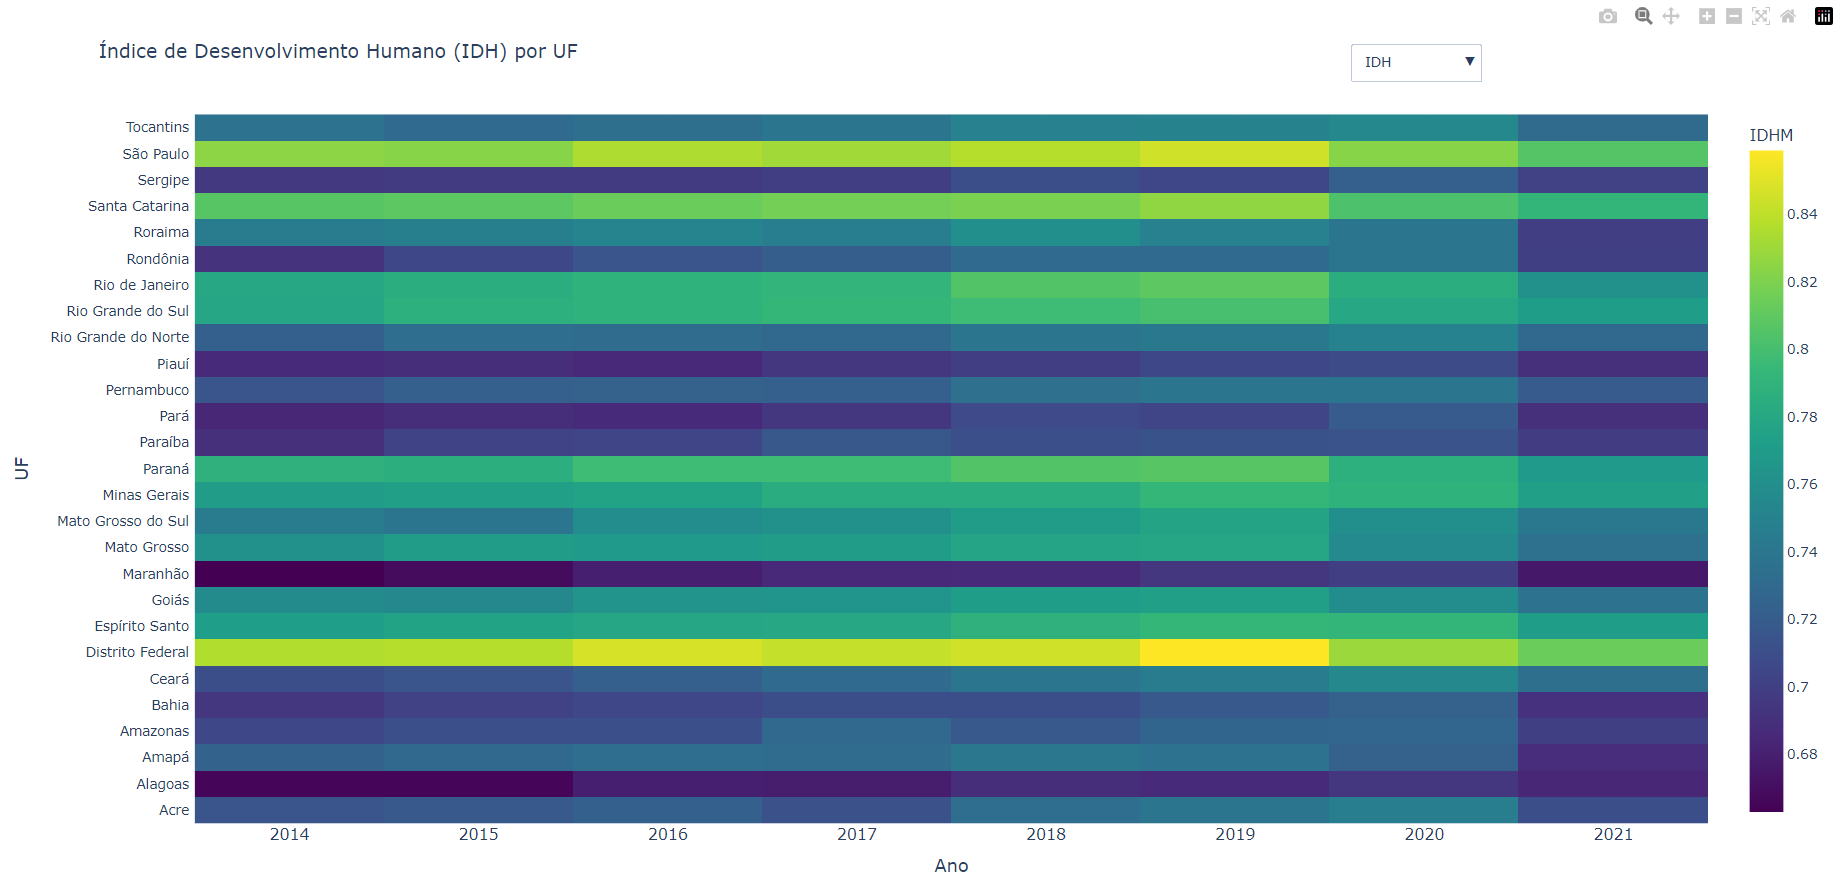 Índice de Desenvolvimento Humano (IDH) por UF
IDH
Tocantins
São Paulo
Sergipe
Santa Catarina
Roraima
Rondônia
Rio de Janeiro
Rio Grande do Sul
Rio Grande do Norte
Piauí
Pernambuco
Pará
Paraíba
Paraná
Minas Gerais
Mato Grosso do Sul
Mato Grosso
Maranhão
Goiás
Espírito Santo
Distrito Federal
Ceará
Bahia
Amazonas
Amapá
Alagoas
Acre
UF
2014 2015 2016 2017 2018 2019 2020 2021
Ano
IDHM
0.84
0.82
0.8
0.78
0.76
0.74
0.72
0.7
0.68